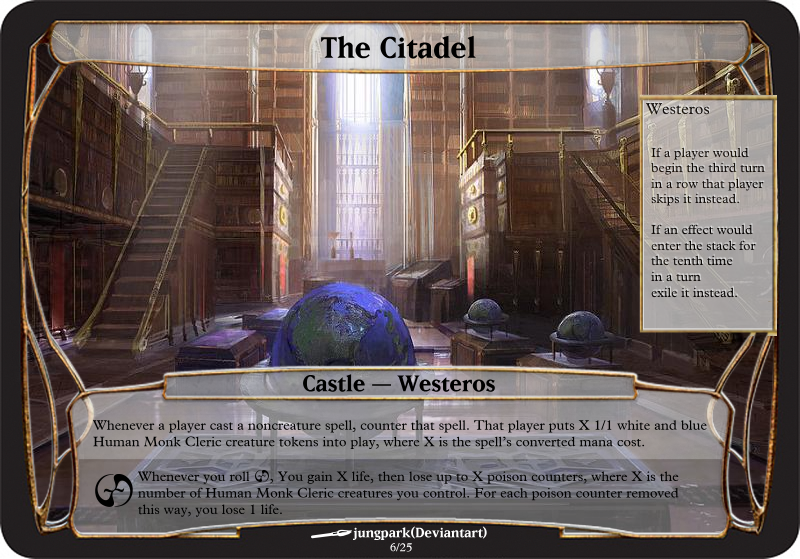 The Citadel
Westeros
If a player would
begin the third turn
in a row that player
skips it instead.
If an effect would
enter the stack for
the tenth time
in a turn
exile it instead.
Castle — Westeros
Whenever a player cast a noncreature spell, counter that spell. That player puts X 1/1 white and blue
Human Monk Cleric creature tokens into play, where X is the spell's converted mana cost.
Whenever you roll , You gain X life, then lose up to X poison counters, where X is the
number of Human Monk Cleric creatures you control. For each poison counter removed
this way, you lose 1 life.
jungpark(Deviantart)
6/25